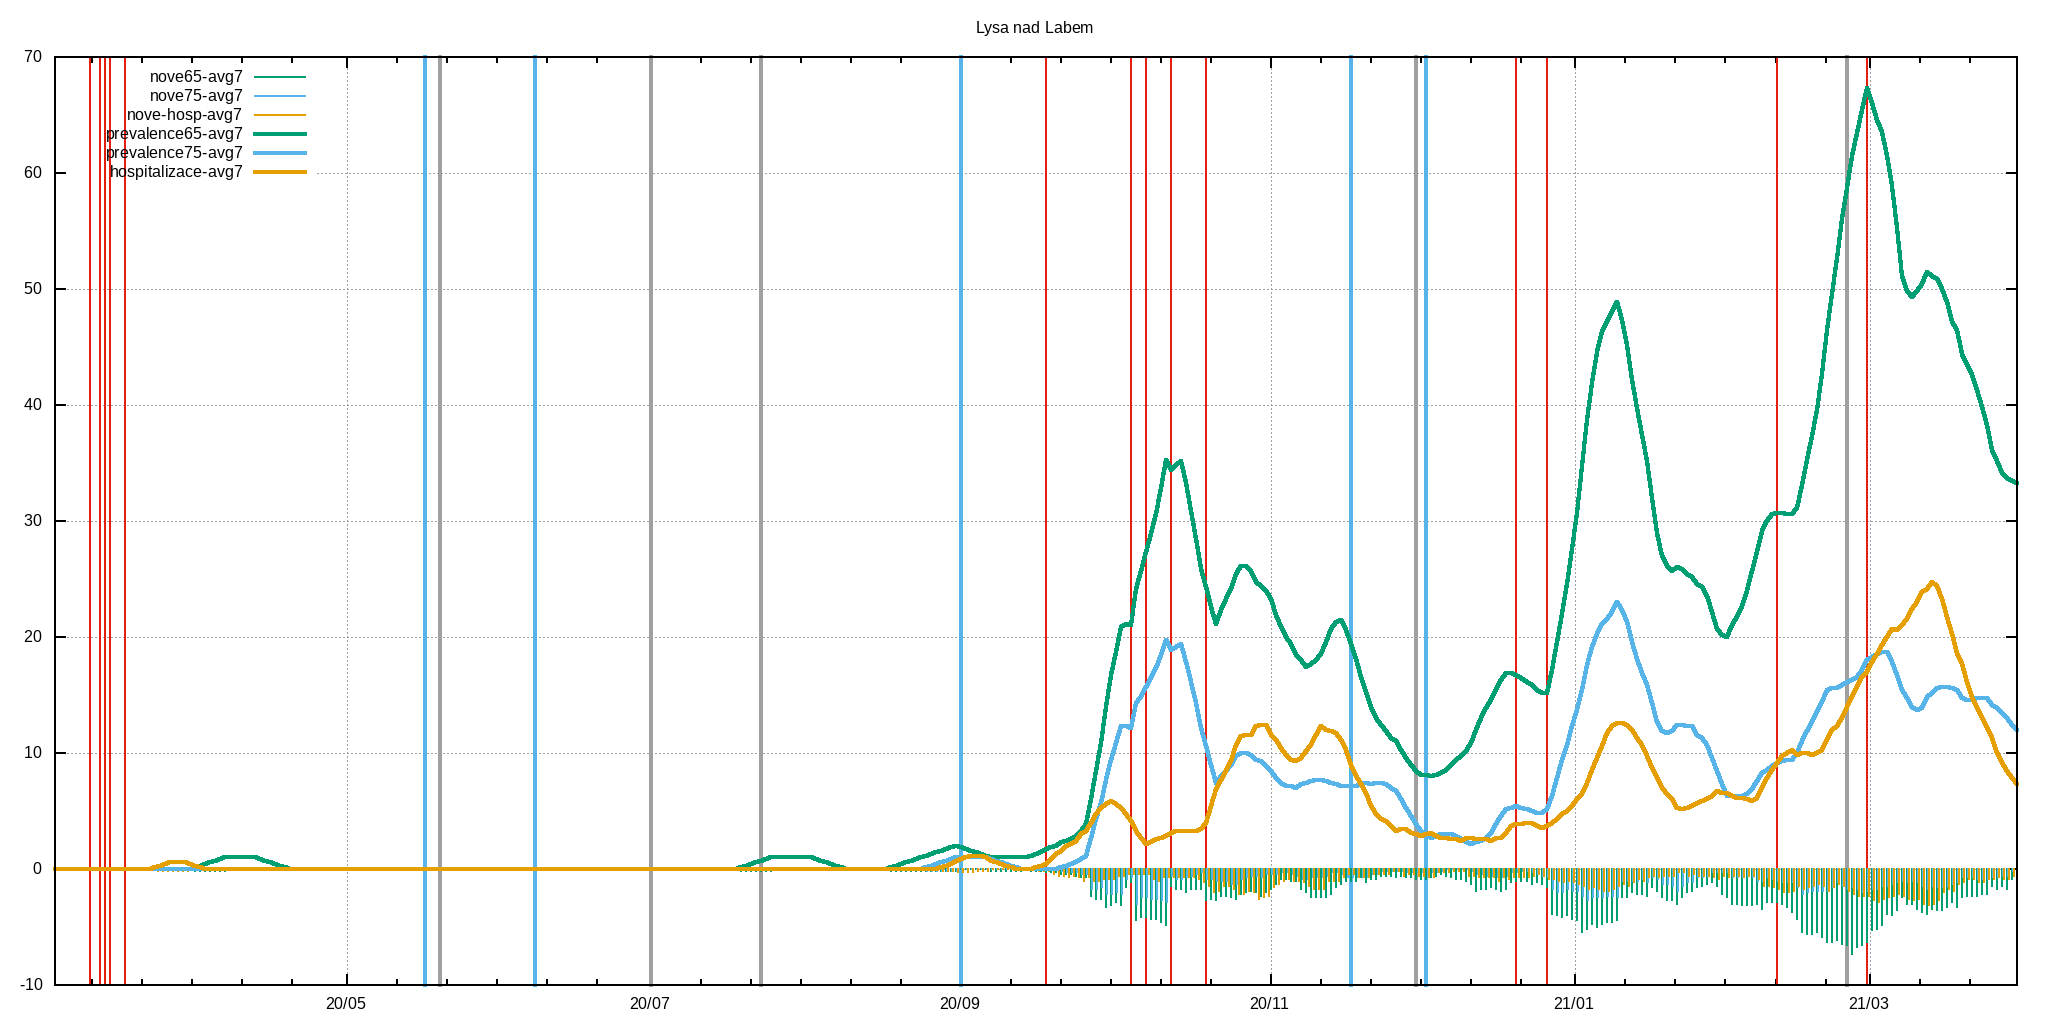 Lysa nad Labem
70
60
50
40
30
20
10
0
-10
nove65-avg7
nove75-avg7
nove-hosp-avg7
prevalence65-avg7
prevalence75-avg7
hospitalizace-avg7
20/05
20/07
20/09
20/11
21/01
21/03